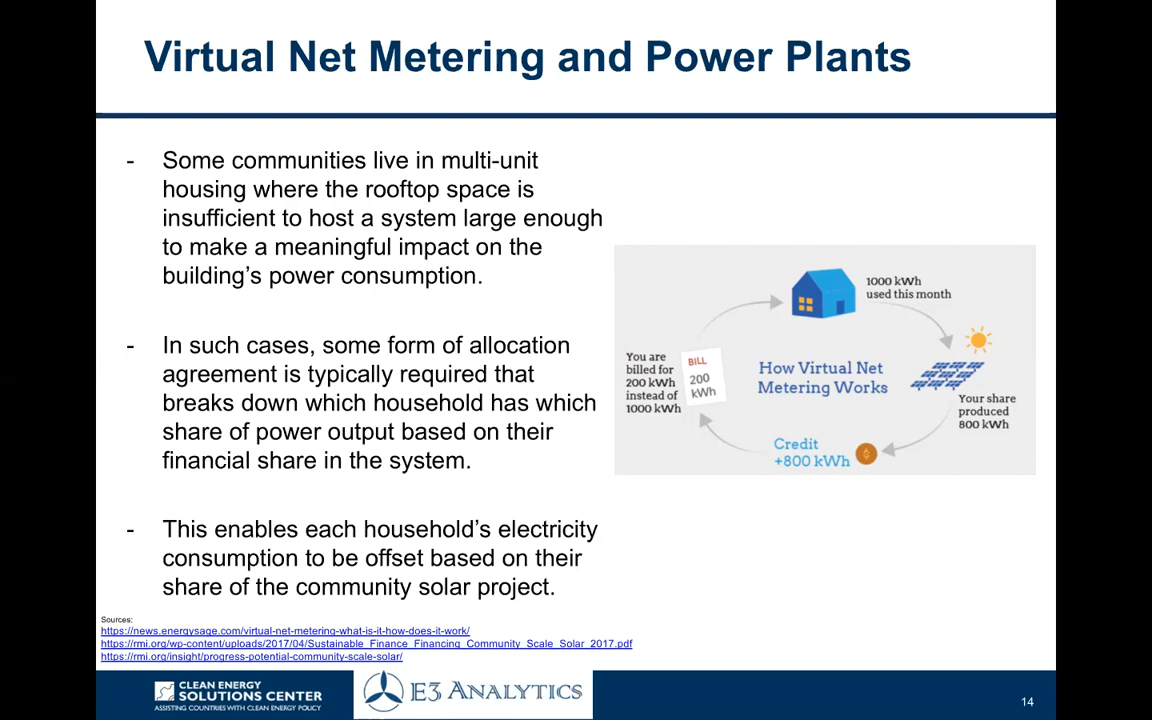 Virtual Net Metering and Power Plants
- Some communities live in multi-unit
housing where the rooftop space is
insufficient to host a system large enough
to make a meaningful impact on the
building's power consumption.
- In such cases, some form of allocation
agreement is typically required that
breaks down which household has which
share of power output based on their
financial share in the system.
- This enables each household's electricity
consumption to be offset based on their
share of the community solar project.
1000 kWh
used this month
How Virtual Net
Metering Works
Your share
produced
800 kWh
Credit
+800 kWh
You are
billed for
200 kWh
instead of
1000 kWh
BILL
200
kWh
Sources:
https://news.energysage.com/virtual-net-metering-what-is-it-how-does-it-work/
https://rmi.org/wp-content/uploads/2017/04/Sustainable_Finance_Financing_Community_Scale_Solar_2017.pdf
https://rmi.org/insight/progress-potential-community-scale-solar/
CLEAN ENERGY
SOLUTIONS CENTER
ASSISTING COUNTRIES WITH CLEAN ENERGY POLICY
E3 ANALYTICS
14